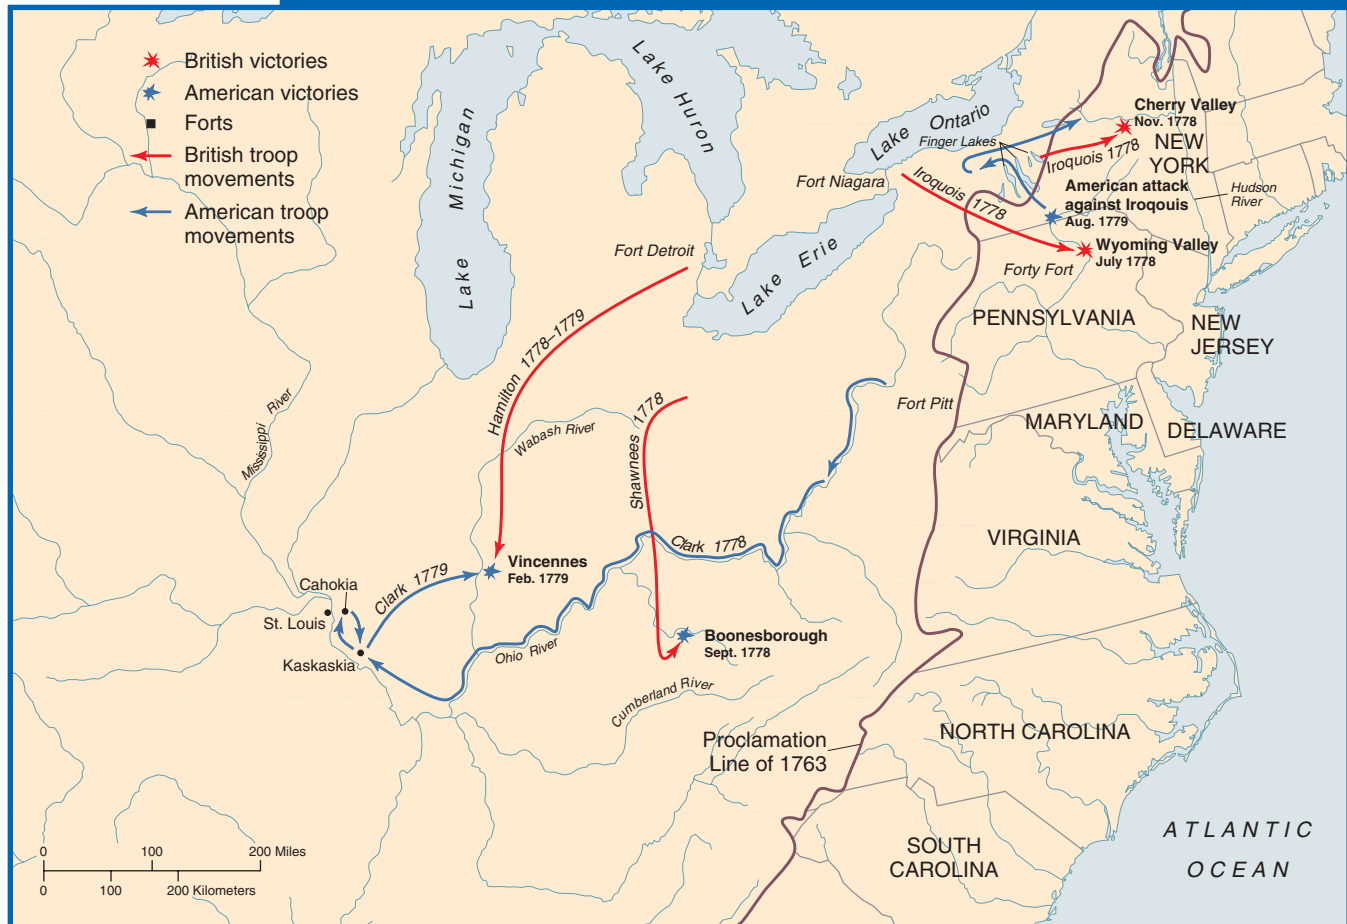 British victories
American victories
Forts
British troop
movements
American troop
movements
Lake Michigan
Lake Huron
Lake Ontario
Lake Erie
Finger Lakes
Cherry Valley
Nov. 1778
NEW
YORK
Iroquois 1778
Fort Niagara
Iroquois 1778
American attack
against Iroqouis
Aug. 1779
Hudson
River
Wyoming Valley
July 1778
Forty Fort
Fort Detroit
PENNSYLVANIA
NEW
JERSEY
Hamilton 1778–1779
Mississippi River
Wabash River
Shawnees 1778
Fort Pitt
MARYLAND
DELAWARE
Clark 1778
VIRGINIA
Vincennes
Feb. 1779
Clark 1779
Cahokia
St. Louis
Kaskaskia
Ohio River
Boonesborough
Sept. 1778
Cumberland River
Proclamation
Line of 1763
NORTH CAROLINA
SOUTH
CAROLINA
ATLANTIC
OCEAN
0 100 200 Miles
0 100 200 Kilometers